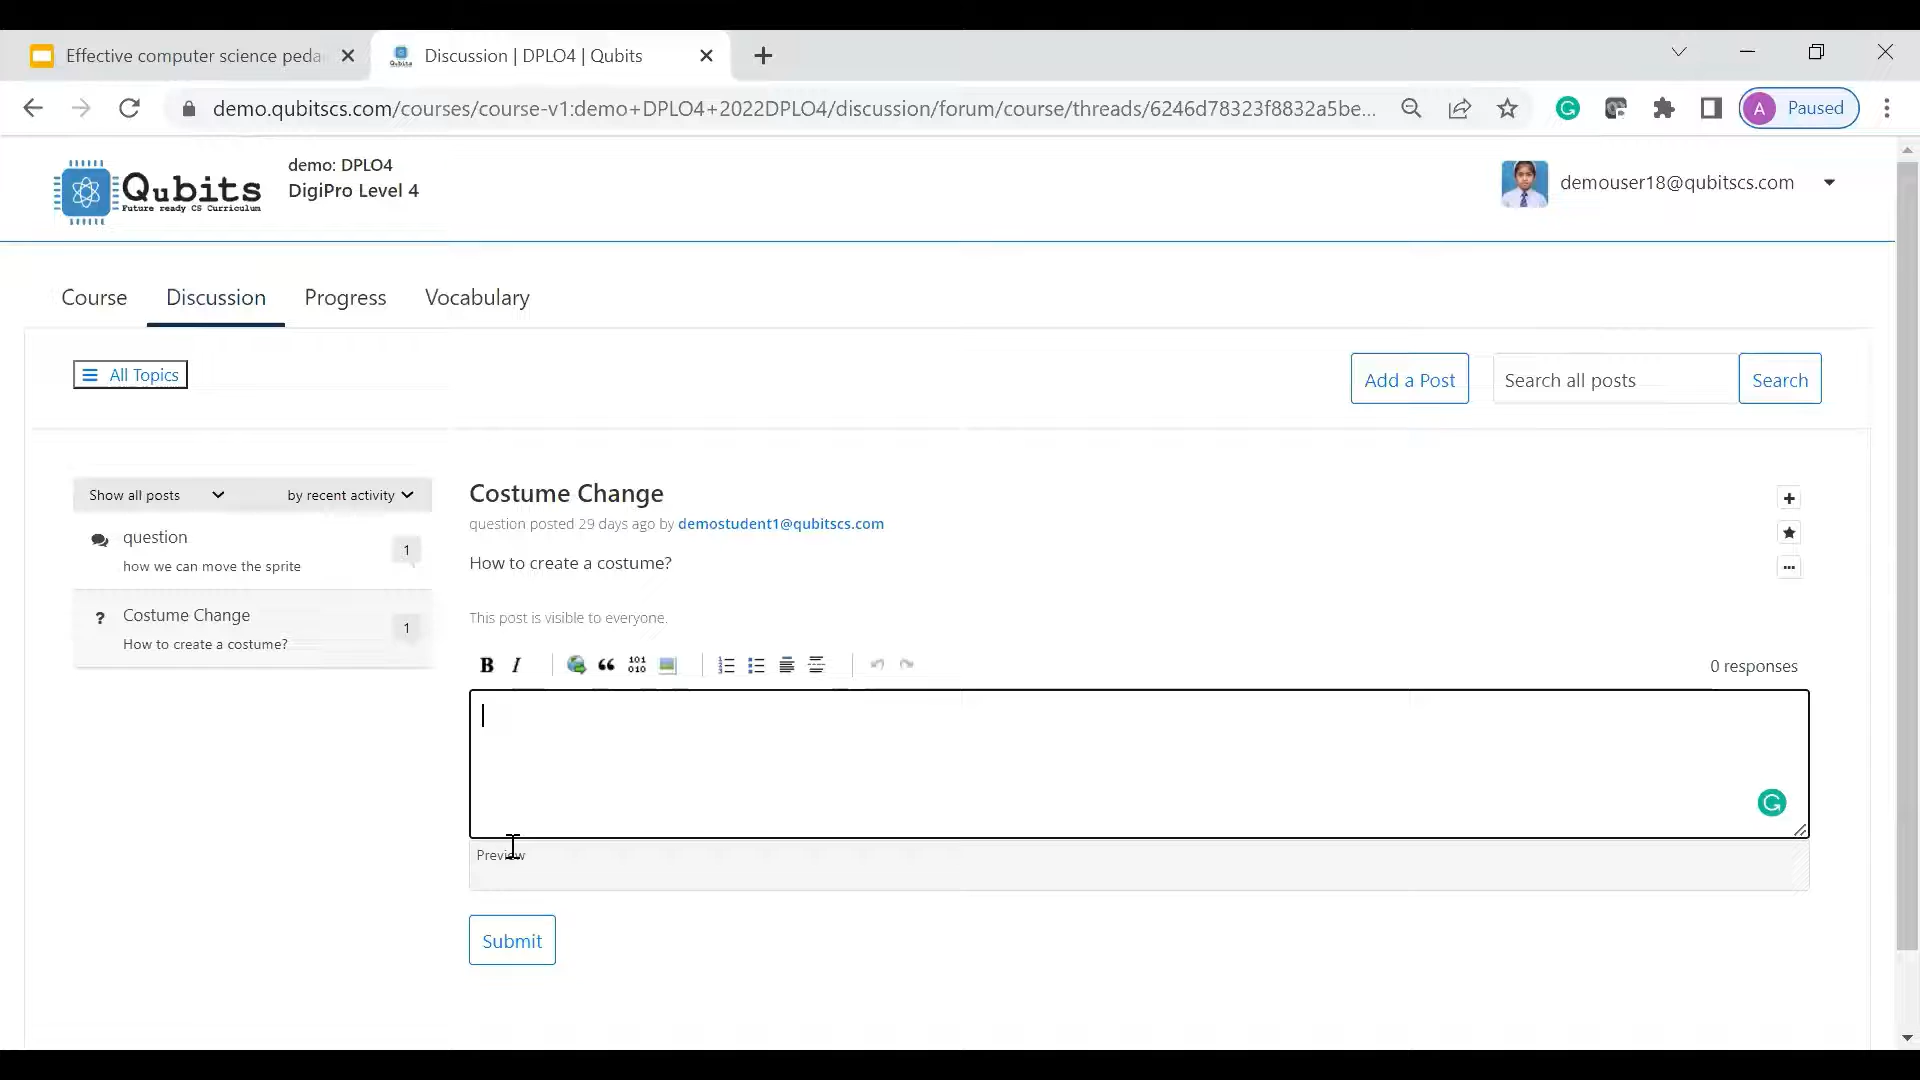 Effective computer science peda
Discussion | DPLO4 | Qubits
demo.qubitscs.com/courses/course-v1:demo+DPLO4+2022DPLO4/discussion/forum/course/threads/6246d78323f8832a5be...
A Paused
Qubits
Future ready CS Curriculum
demo: DPLO4
DigiPro Level 4
demouser18@qubitscs.com
Course Discussion Progress Vocabulary
All Topics
Add a Post
Search all posts
Search
Show all posts by recent activity
question
how we can move the sprite
1
Costume Change
How to create a costume?
1
Costume Change
question posted 29 days ago by demostudent1@qubitscs.com
How to create a costume?
This post is visible to everyone.
B I
101
010
0 responses
Preview
Submit